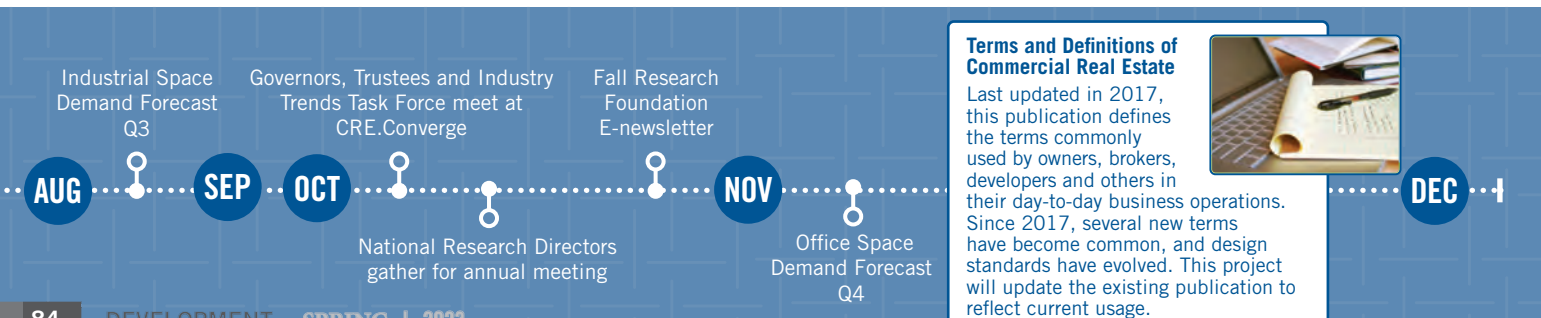 Industrial Space
Demand Forecast
Q3
Governors, Trustees and Industry
Trends Task Force meet at
CRE.Converge
Fall Research
Foundation
E-newsletter
Terms and Definitions of
Commercial Real Estate
Last updated in 2017,
this publication defines
the terms commonly
used by owners, brokers,
developers and others in
their day-to-day business operations.
Since 2017, several new terms
have become common, and design
standards have evolved. This project
will update the existing publication to
reflect current usage.
AUG
SEP
OCT
NOV
DEC
National Research Directors
gather for annual meeting
Office Space
Demand Forecast
Q4
84 DEVELOPMENT SPRING | 2023